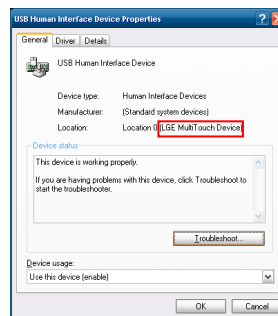 USB Human Interface Device Properties
General Driver Details
USB Human Interface Device
Device type: Human Interface Devices
Manufacturer: (Standard system devices)
Location: Location 0 (LGE MultiTouch Device)
Device status
This device is working properly.
If you are having problems with this device, click Troubleshoot to
start the troubleshooter.
Troubleshoot...
Device usage:
Use this device (enable)
OK Cancel